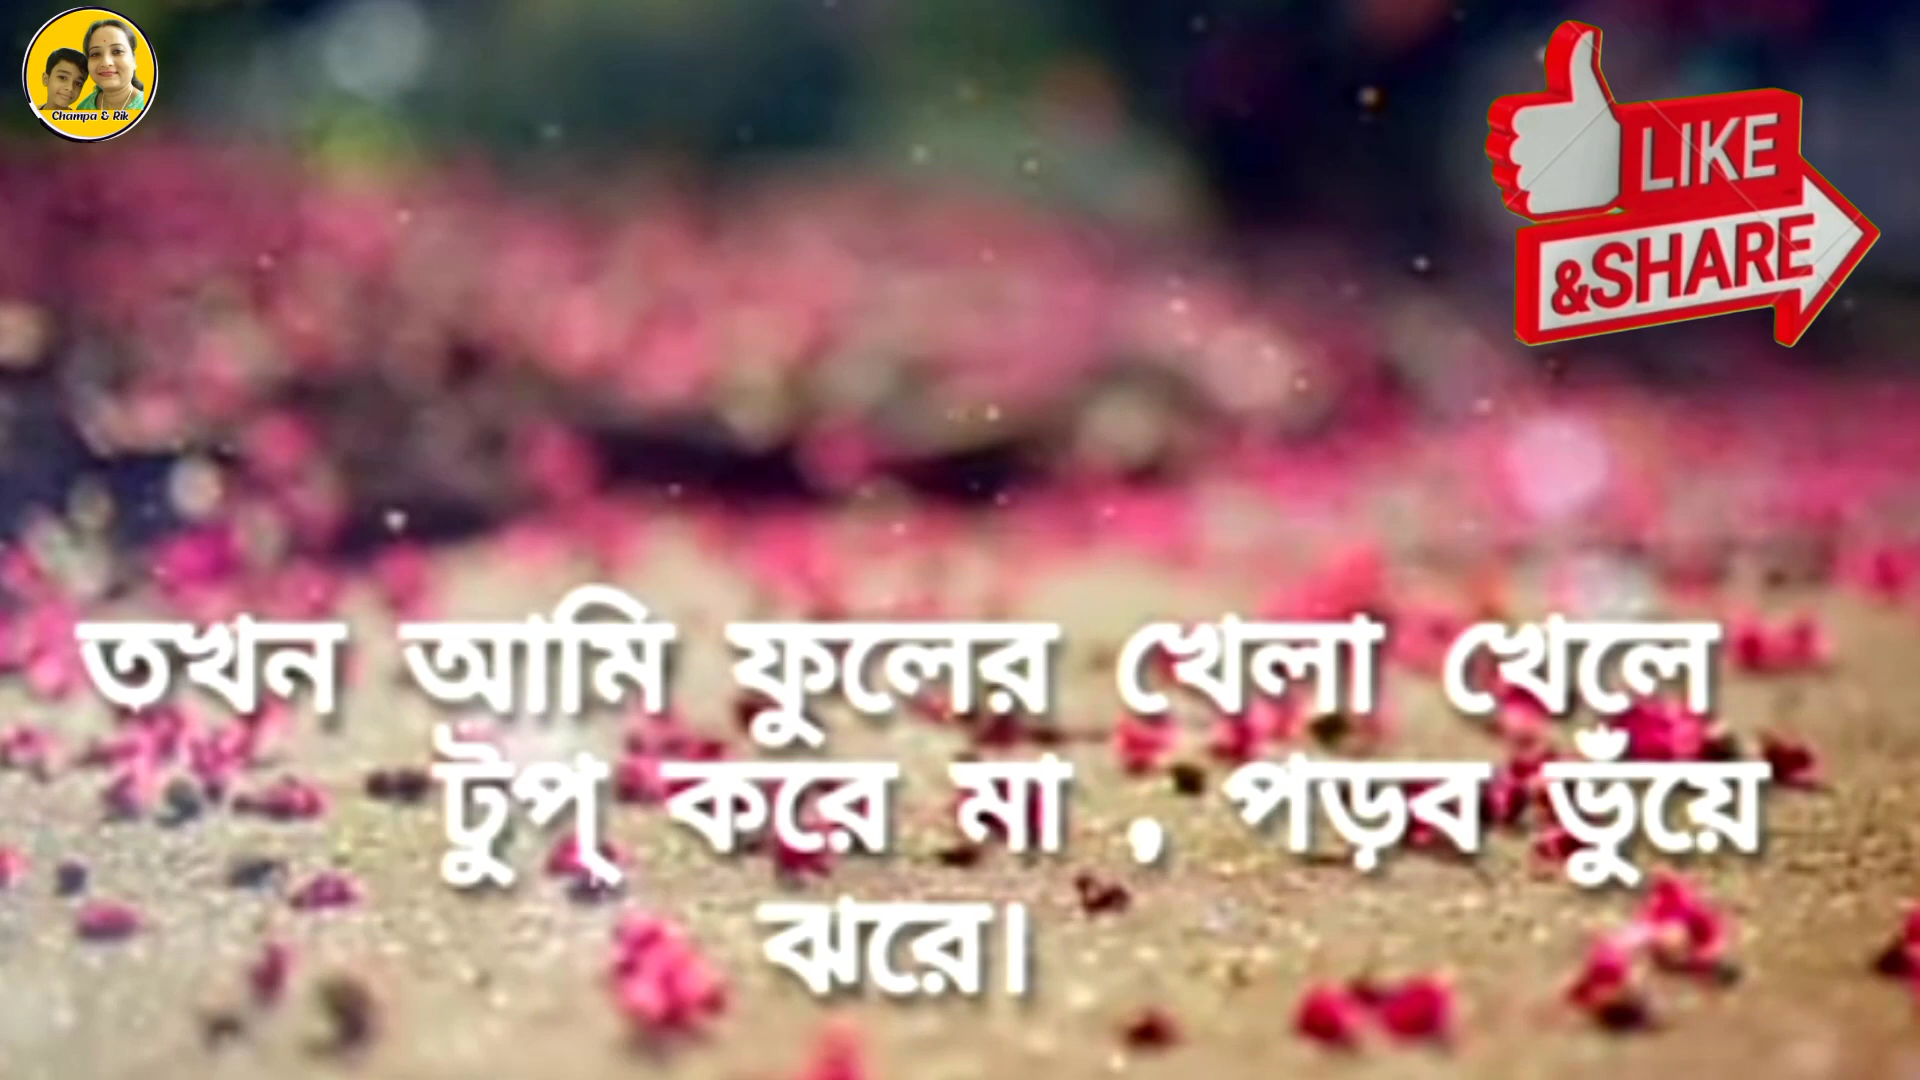 Champa & Rik
LIKE
&SHARE
তখন আমি ফুলের খেলা খেলে
টুপ্ করে মা , পড়ব ভুঁয়ে
ঝরে।